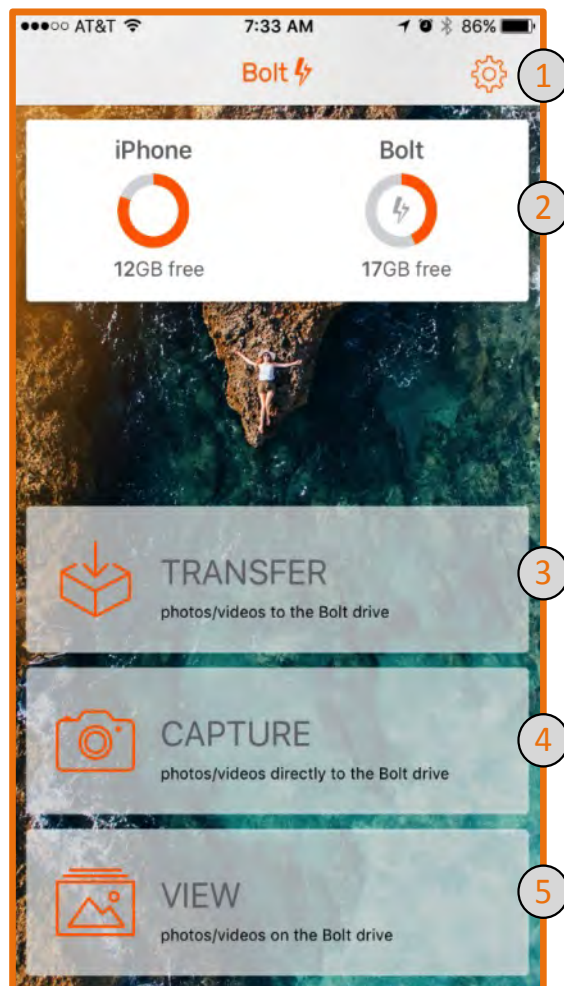 AT&T 7:33 AM 86%
Bolt
1
iPhone Bolt
2
12GB free 17GB free
TRANSFER
3
photos/videos to the Bolt drive
CAPTURE
4
photos/videos directly to the Bolt drive
VIEW
5
photos/videos on the Bolt drive